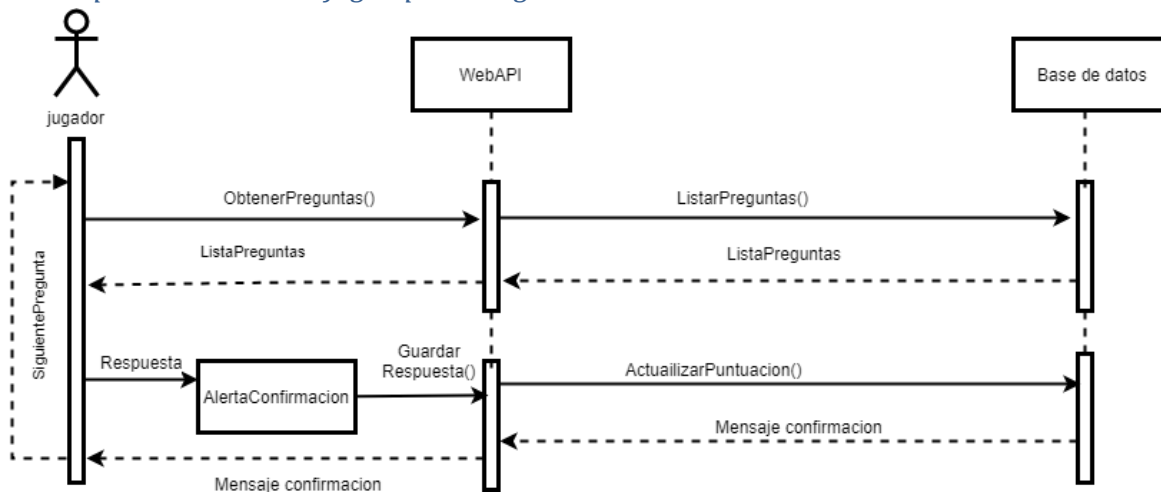 jugador
WebAPI
Base de datos
ObtenerPreguntas()
ListarPreguntas()
ListaPreguntas
ListaPreguntas
SiguientePregunta
Respuesta
AlertaConfirmacion
Guardar
Respuesta()
ActuailizarPuntuacion()
Mensaje confirmacion
Mensaje confirmacion